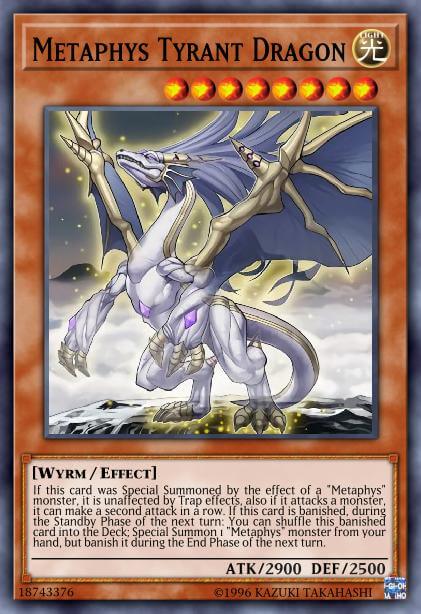 METAPHYS TYRANT DRAGON
LIGHT
光
[WYRM / EFFECT]
If this card was Special Summoned by the effect of a "Metaphys"
monster, it is unaffected by Trap effects, also if it attacks a monster,
it can make a second attack in a row. If this card is banished, during
the Standby Phase of the next turn: You can shuffle this banished
card into the Deck; Special Summon 1 "Metaphys" monster from your
hand, but banish it during the End Phase of the next turn.
ATK/2900 DEF/2500
18743376
©1996 KAZUKI TAKAHASHI